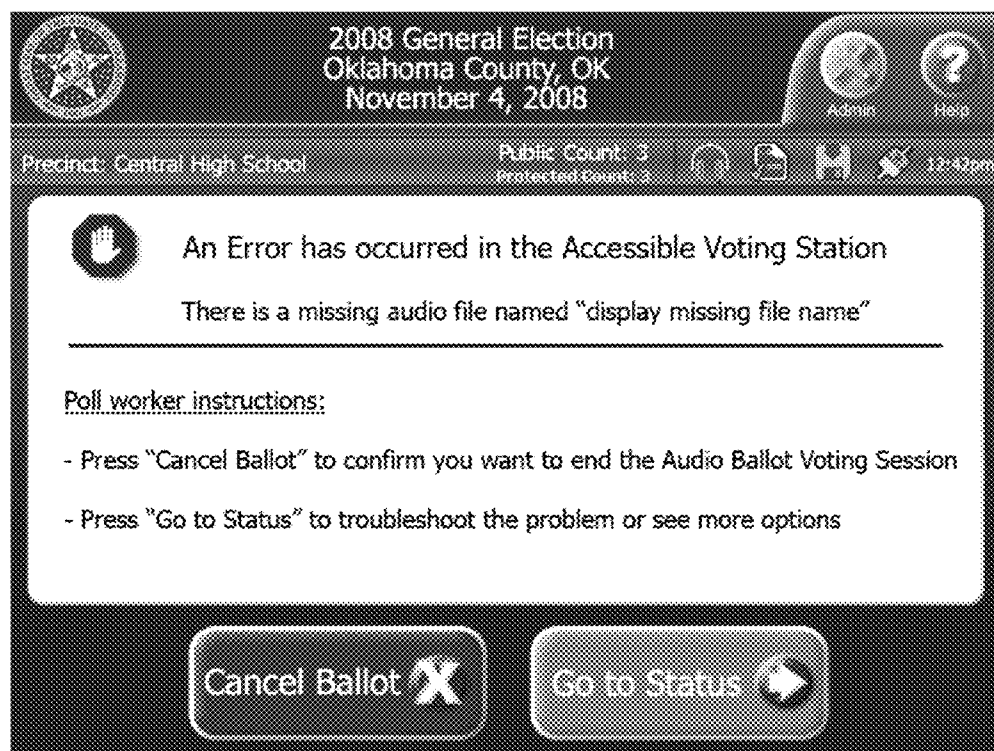 2008 General Election
Oklahoma County, OK
November 4, 2008
Admin
Help
Precinct: Central High School
Public Count: 3
Protected Count: 3
12:42pm
An Error has occurred in the Accessible Voting Station
There is a missing audio file named "display missing file name"
Poll worker instructions:
- Press "Cancel Ballot" to confirm you want to end the Audio Ballot Voting Session
- Press "Go to Status" to troubleshoot the problem or see more options
Cancel Ballot X
Go to Status